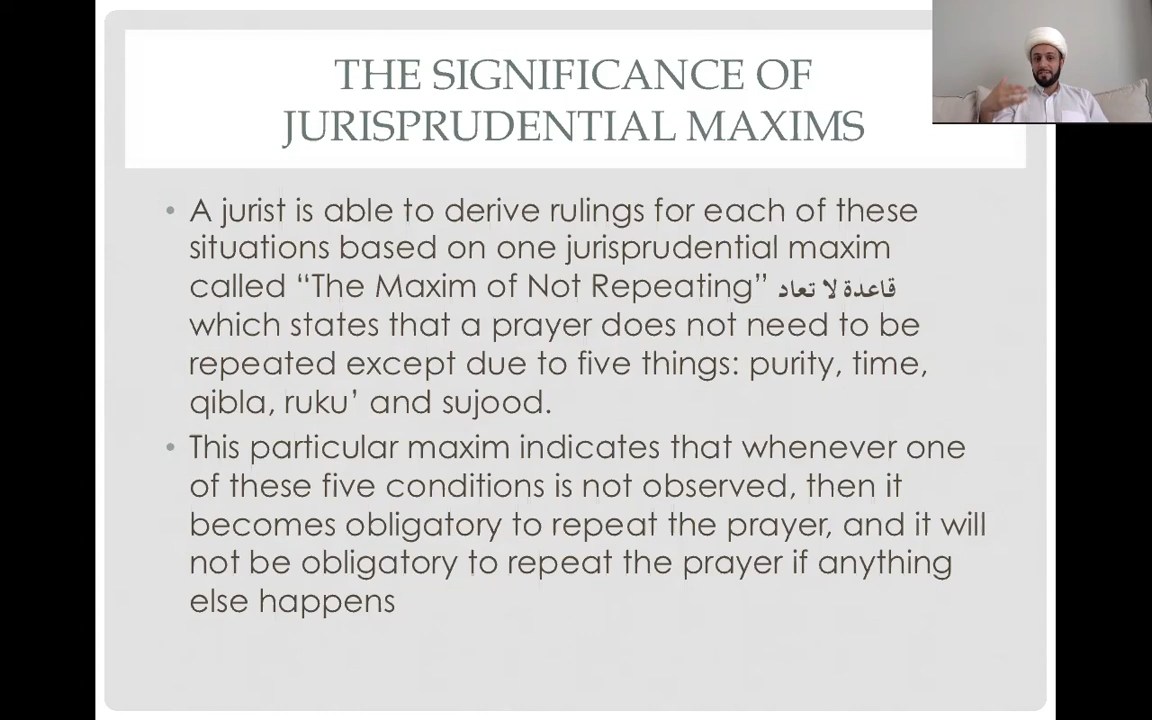 THE SIGNIFICANCE OF
JURISPRUDENTIAL MAXIMS
• A jurist is able to derive rulings for each of these
situations based on one jurisprudential maxim
called “The Maxim of Not Repeating” قاعدة لا تعاد
which states that a prayer does not need to be
repeated except due to five things: purity, time,
qibla, ruku’ and sujood.
• This particular maxim indicates that whenever one
of these five conditions is not observed, then it
becomes obligatory to repeat the prayer, and it will
not be obligatory to repeat the prayer if anything
else happens